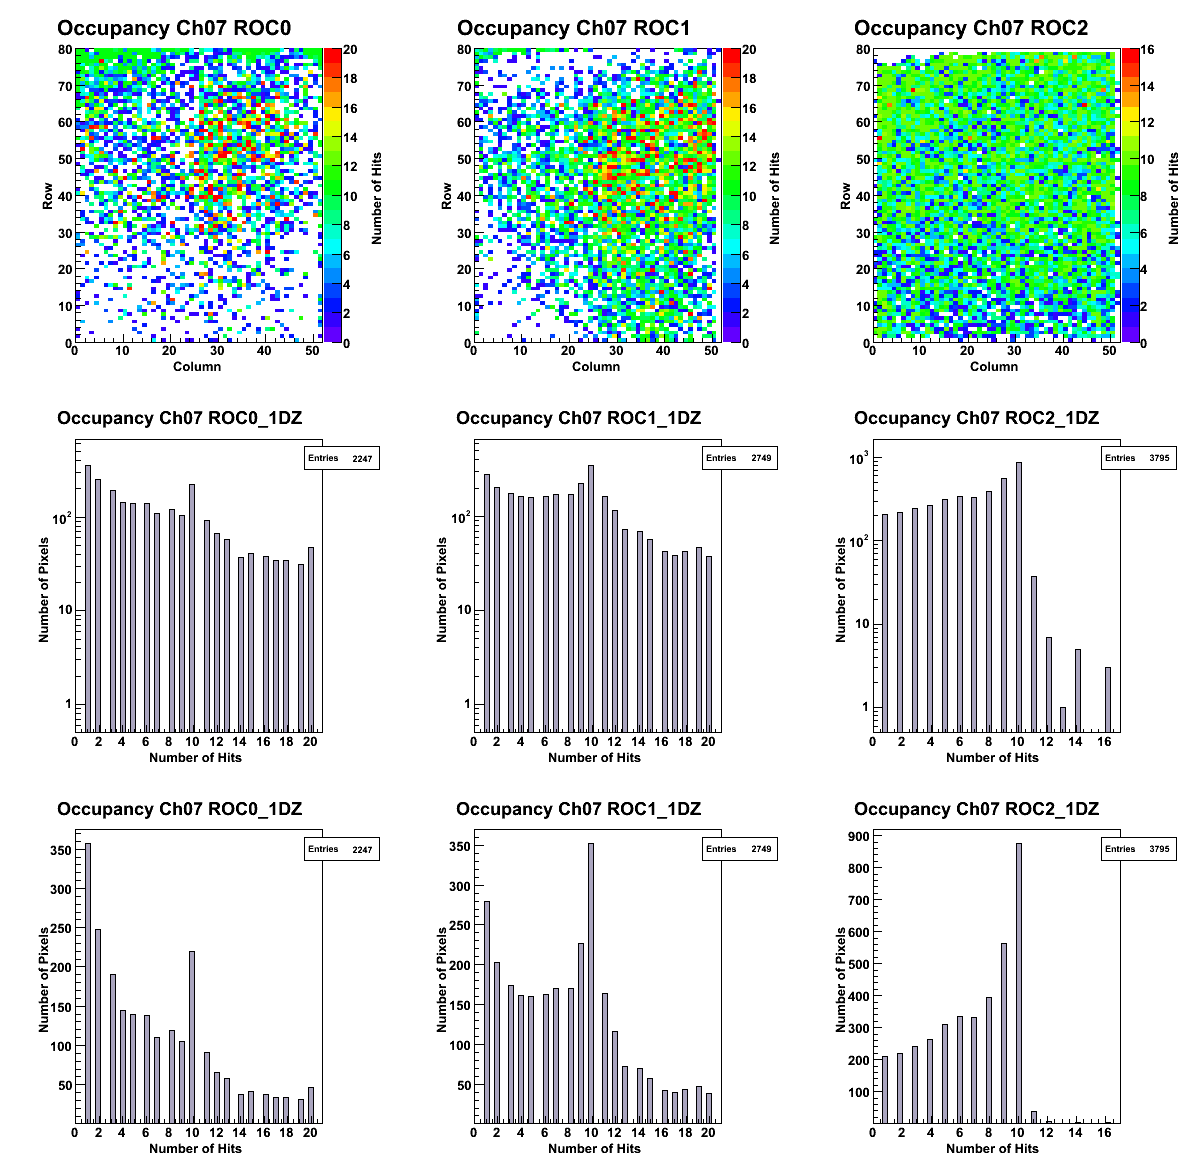 Occupancy Ch07 ROC0
Occupancy Ch07 ROC1
Occupancy Ch07 ROC2
80
70
60
50
40
30
20
10
0
Row
0 10 20 30 40 50
Column
20
18
16
14
12
10
8
6
4
2
0
Number of Hits
80
70
60
50
40
30
20
10
0
Row
0 10 20 30 40 50
Column
20
18
16
14
12
10
8
6
4
2
0
Number of Hits
80
70
60
50
40
30
20
10
0
Row
0 10 20 30 40 50
Column
16
14
12
10
8
6
4
2
0
Number of Hits
Occupancy Ch07 ROC0_1DZ
Entries 2247
10²
10
1
Number of Pixels
0 2 4 6 8 10 12 14 16 18 20
Number of Hits
Occupancy Ch07 ROC1_1DZ
Entries 2749
10²
10
1
Number of Pixels
0 2 4 6 8 10 12 14 16 18 20
Number of Hits
Occupancy Ch07 ROC2_1DZ
Entries 3795
10³
10²
10
1
Number of Pixels
0 2 4 6 8 10 12 14 16
Number of Hits
Occupancy Ch07 ROC0_1DZ
Entries 2247
350
300
250
200
150
100
50
Number of Pixels
0 2 4 6 8 10 12 14 16 18 20
Number of Hits
Occupancy Ch07 ROC1_1DZ
Entries 2749
350
300
250
200
150
100
50
Number of Pixels
0 2 4 6 8 10 12 14 16 18 20
Number of Hits
Occupancy Ch07 ROC2_1DZ
Entries 3795
900
800
700
600
500
400
300
200
100
Number of Pixels
0 2 4 6 8 10 12 14 16
Number of Hits